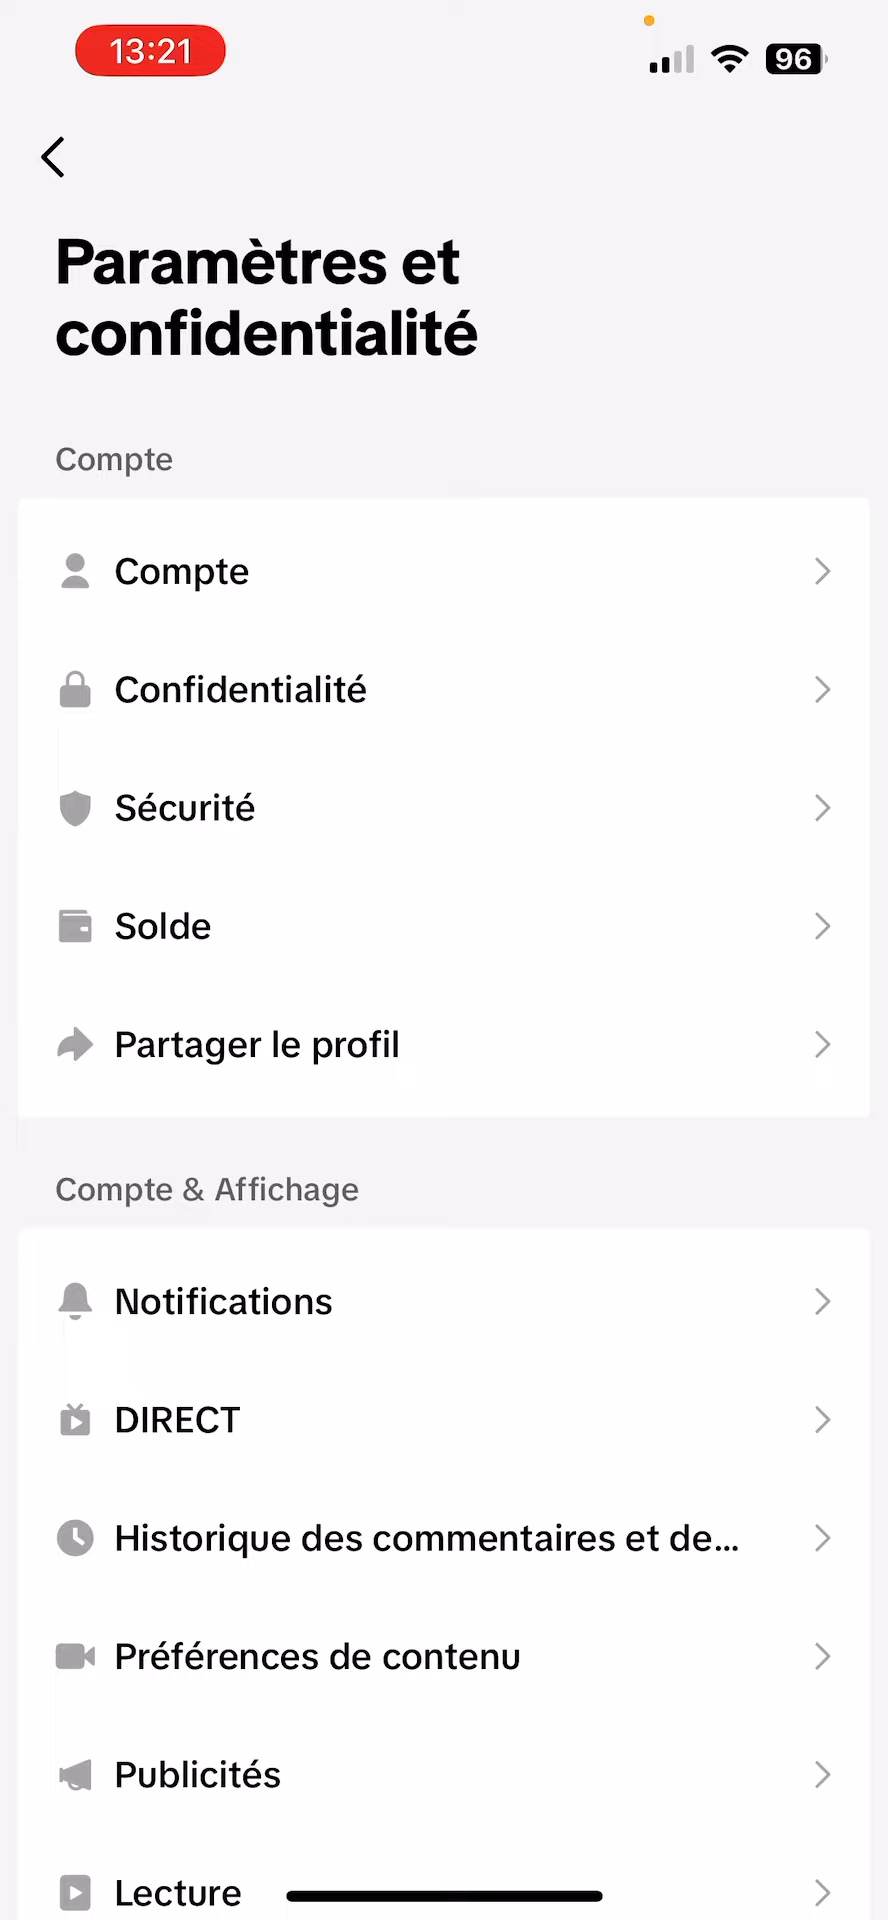 13:21
96
Paramètres et
confidentialité
Compte
Compte
Confidentialité
Sécurité
Solde
Partager le profil
Compte & Affichage
Notifications
DIRECT
Historique des commentaires et de...
Préférences de contenu
Publicités
Lecture